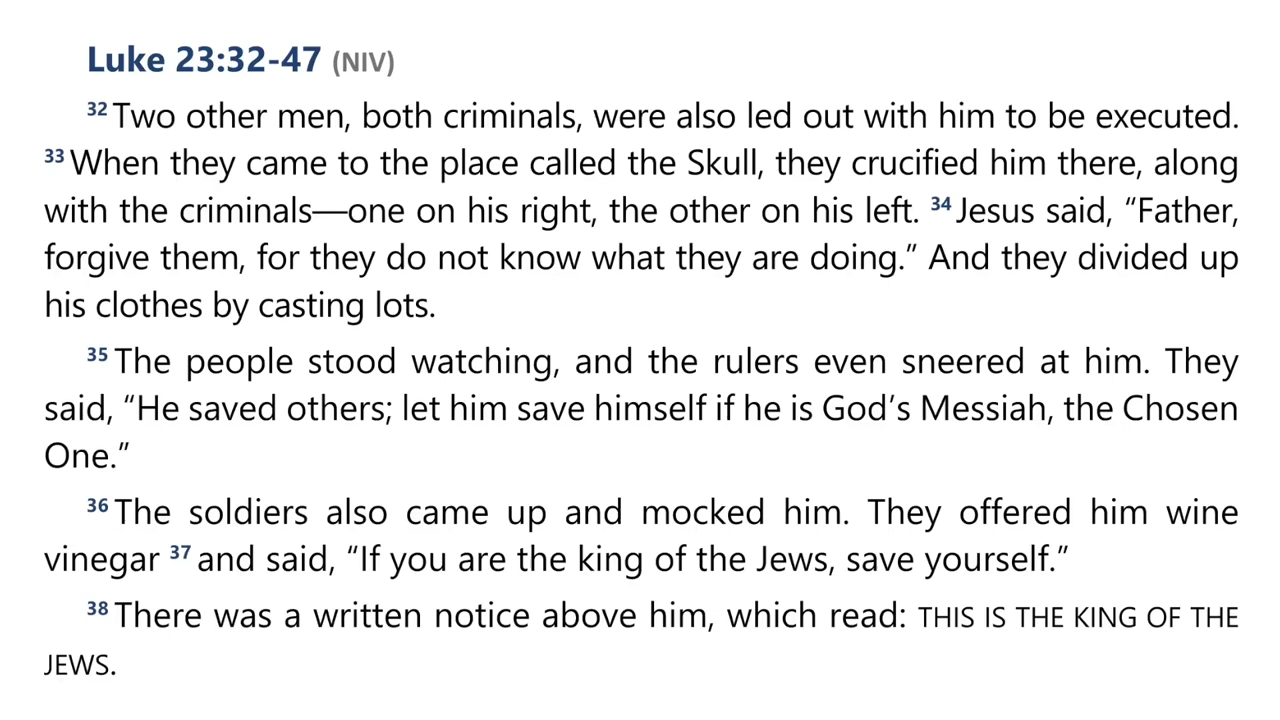 Luke 23:32-47 (NIV)
32 Two other men, both criminals, were also led out with him to be executed.
33 When they came to the place called the Skull, they crucified him there, along
with the criminals—one on his right, the other on his left. 34 Jesus said, “Father,
forgive them, for they do not know what they are doing.” And they divided up
his clothes by casting lots.
35 The people stood watching, and the rulers even sneered at him. They
said, “He saved others; let him save himself if he is God’s Messiah, the Chosen
One.”
36 The soldiers also came up and mocked him. They offered him wine
vinegar 37 and said, “If you are the king of the Jews, save yourself.”
38 There was a written notice above him, which read: THIS IS THE KING OF THE
JEWS.